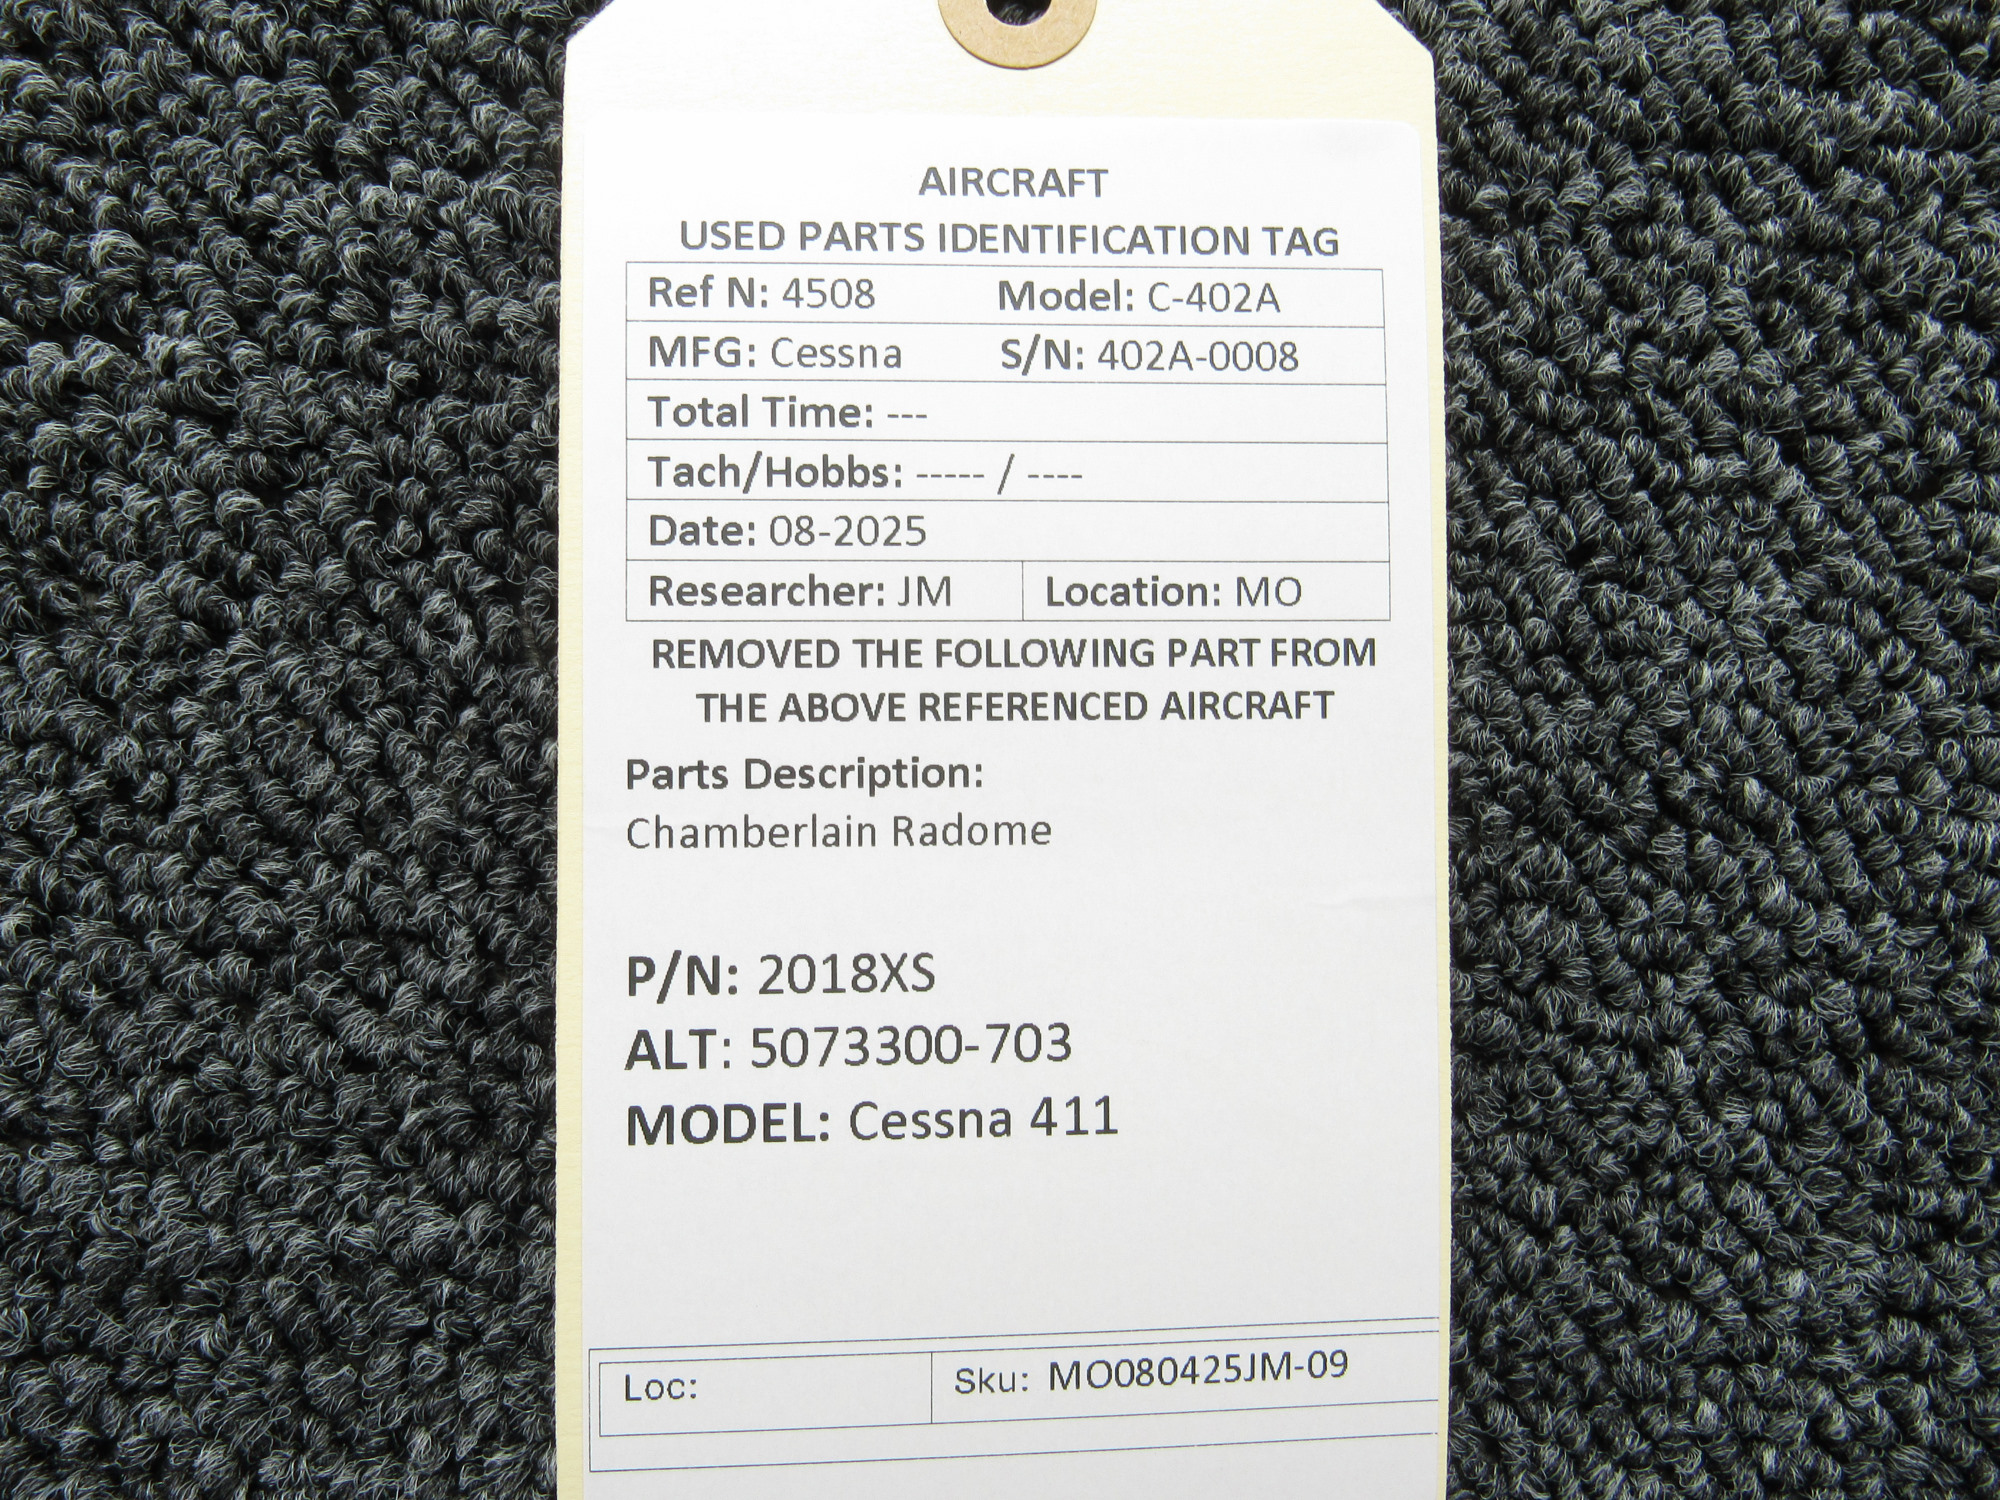 AIRCRAFT
USED PARTS IDENTIFICATION TAG
Ref N: 4508 Model: C-402A
MFG: Cessna S/N: 402A-0008
Total Time: ---
Tach/Hobbs: ----- / ----
Date: 08-2025
Researcher: JM Location: MO
REMOVED THE FOLLOWING PART FROM
THE ABOVE REFERENCED AIRCRAFT
Parts Description:
Chamberlain Radome
P/N: 2018XS
ALT: 5073300-703
MODEL: Cessna 411
Loc: Sku: MO080425JM-09